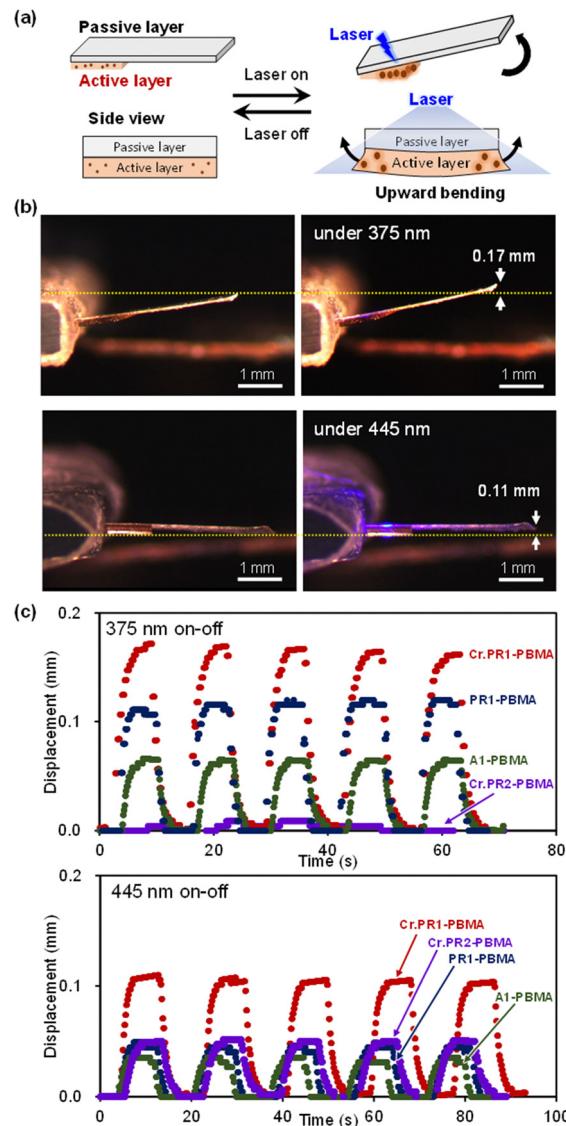 (a)
Passive layer
Active layer
Side view
Passive layer
Active layer
Laser on
Laser off
Laser
Laser
Passive layer
Active layer
Upward bending
(b)
under 375 nm
0.17 mm
1 mm
1 mm
under 445 nm
0.11 mm
1 mm
1 mm
(c)
0.2
375 nm on-off
Cr.PR1-PBMA
PR1-PBMA
A1-PBMA
Cr.PR2-PBMA
Displacement (mm)
0.1
0.0
0 20 40 60 80
Time (s)
0.2
445 nm on-off
Cr.PR1-PBMA
Cr.PR2-PBMA
PR1-PBMA
A1-PBMA
Displacement (mm)
0.1
0.0
0 20 40 60 80 100
Time (s)